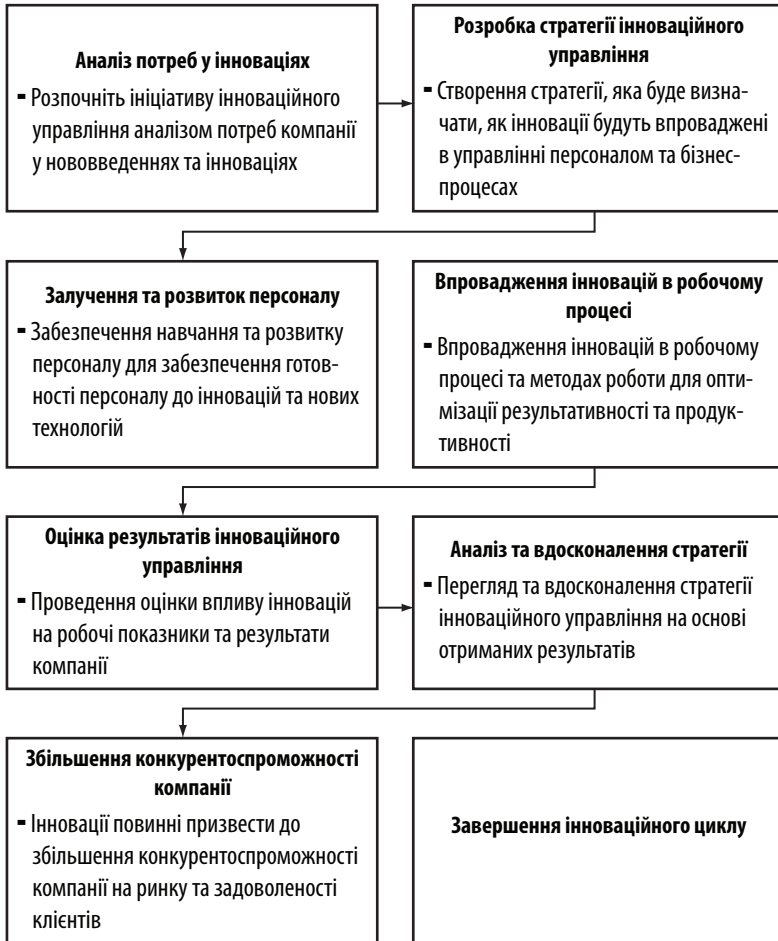 Аналіз потреб у інноваціях
- Розпочніть ініціативу інноваційного
управління аналізом потреб компанії
у нововведеннях та інноваціях
Розробка стратегії інноваційного
управління
- Створення стратегії, яка буде визна-
чати, як інновації будуть впроваджені
в управлінні персоналом та бізнес-
процесах
Залучення та розвиток персоналу
- Забезпечення навчання та розвитку
персоналу для забезпечення готов-
ності персоналу до інновацій та нових
технологій
Впровадження інновацій в робочому
процесі
- Впровадження інновацій в робочому
процесі та методах роботи для опти-
мізації результативності та продук-
тивності
Оцінка результатів інноваційного
управління
- Проведення оцінки впливу інновацій
на робочі показники та результати
компанії
Аналіз та вдосконалення стратегії
- Перегляд та вдосконалення стратегії
інноваційного управління на основі
отриманих результатів
Збільшення конкурентоспроможності
компанії
- Інновації повинні призвести до
збільшення конкурентоспроможності
компанії на ринку та задоволеності
клієнтів
Завершення інноваційного циклу